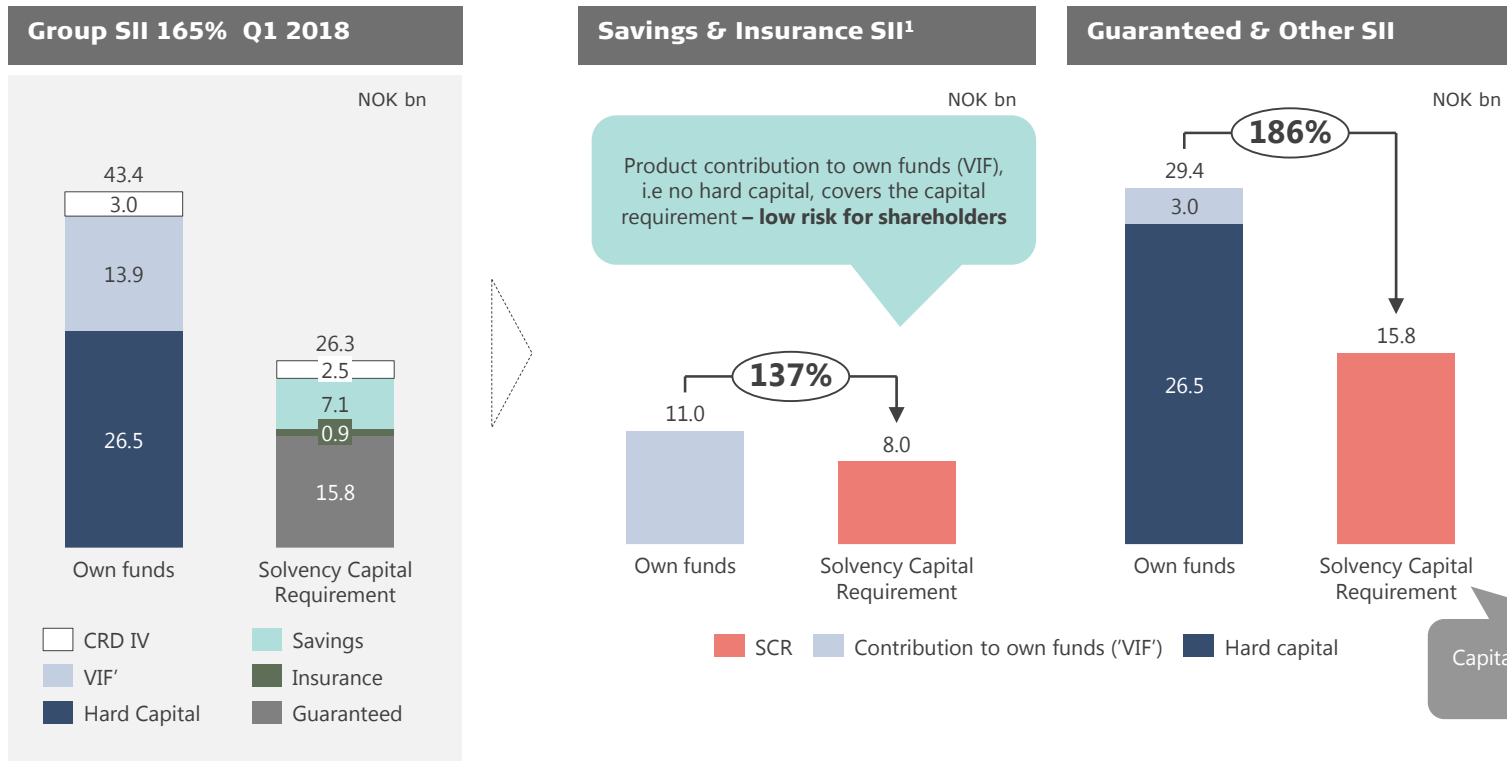 Group SII 165%  Q1 2018
NOK bn
43.4
3.0
13.9
26.5
Own funds
26.3
2.5
7.1
0.9
15.8
Solvency Capital
Requirement
CRD IV
VIF’
Hard Capital
Savings
Insurance
Guaranteed
Savings & Insurance SII¹
NOK bn
Product contribution to own funds (VIF),
i.e no hard capital, covers the capital
requirement – low risk for shareholders
137%
11.0
Own funds
8.0
Solvency Capital
Requirement
Guaranteed & Other SII
NOK bn
186%
29.4
3.0
26.5
Own funds
15.8
Solvency Capital
Requirement
SCR
Contribution to own funds (‘VIF’)
Hard capital